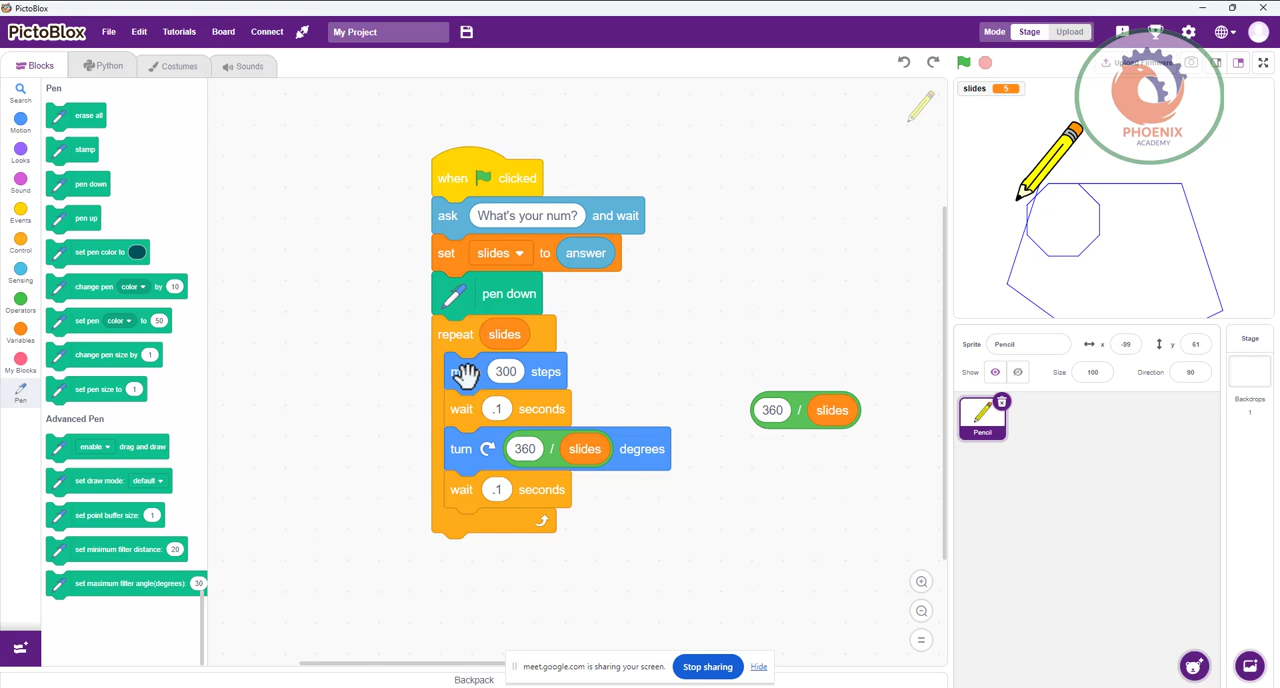 PictoBlox
PictoBlox File Edit Tutorials Board Connect My Project Mode Stage Upload
Blocks Python Costumes Sounds Upload Firmware
Search
Motion
Looks
Sound
Events
Control
Sensing
Operators
Variables
My Blocks
Pen
Pen
erase all
stamp
pen down
pen up
set pen color to
change pen color by 10
set pen color to 50
change pen size by 1
set pen size to 1
Advanced Pen
enable drag and draw
set draw mode: default
set point buffer size: 1
set minimum filter distance: 20
set maximum filter angle(degrees): 30
when clicked
ask What's your num? and wait
set slides to answer
pen down
repeat slides
300 steps
wait .1 seconds
turn 360 / slides degrees
wait .1 seconds
360 / slides
slides 5
PHOENIX
ACADEMY
Sprite Pencil x -99 y 61
Show Size 100 Direction 90
Pencil
Stage
Backdrops
1
meet.google.com is sharing your screen. Stop sharing Hide
Backpack